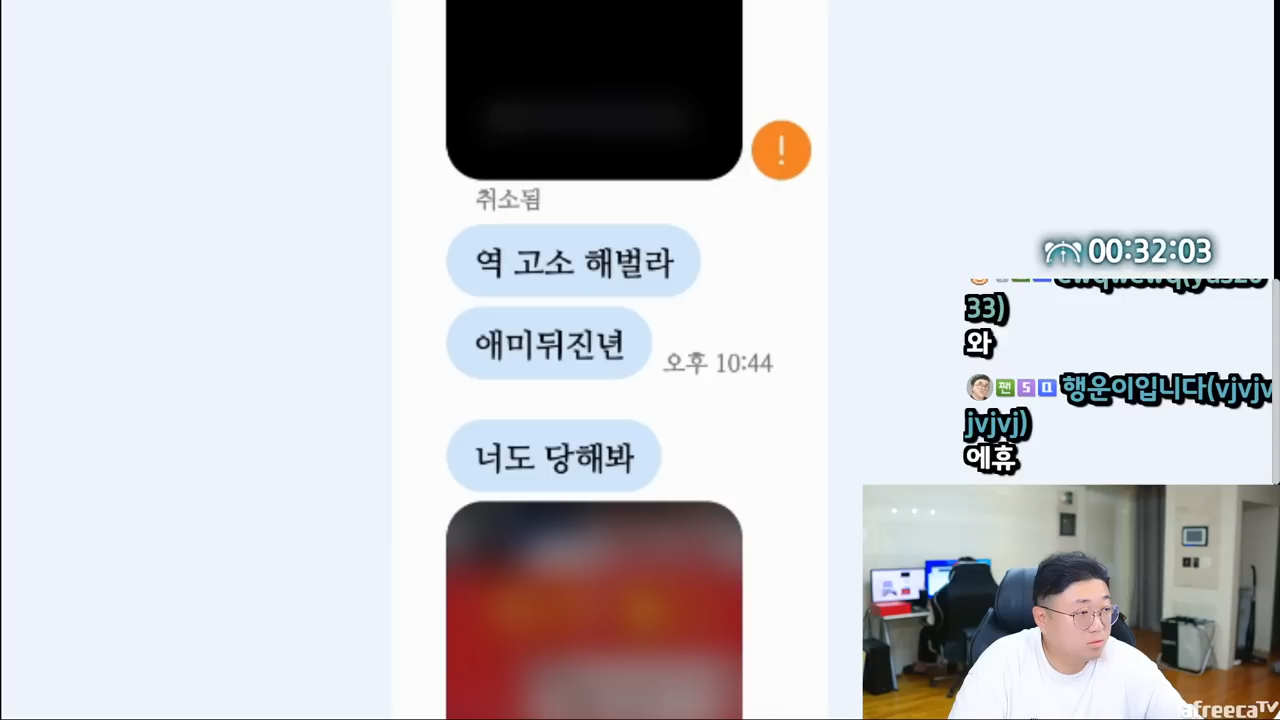 !
취소됨
역 고소 해벌라
애미뒤진년
오후 10:44
너도 당해봐
00:32:03
33)
와
팬 5 행운이입니다(vjvjv
jvjvj)
에휴
afreecaTV